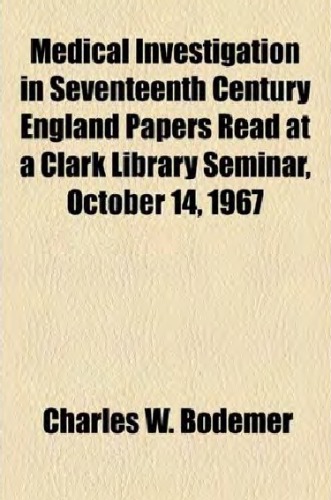 Medical Investigation
in Seventeenth Century
England Papers Read at
a Clark Library Seminar,
October 14, 1967
Charles W. Bodemer